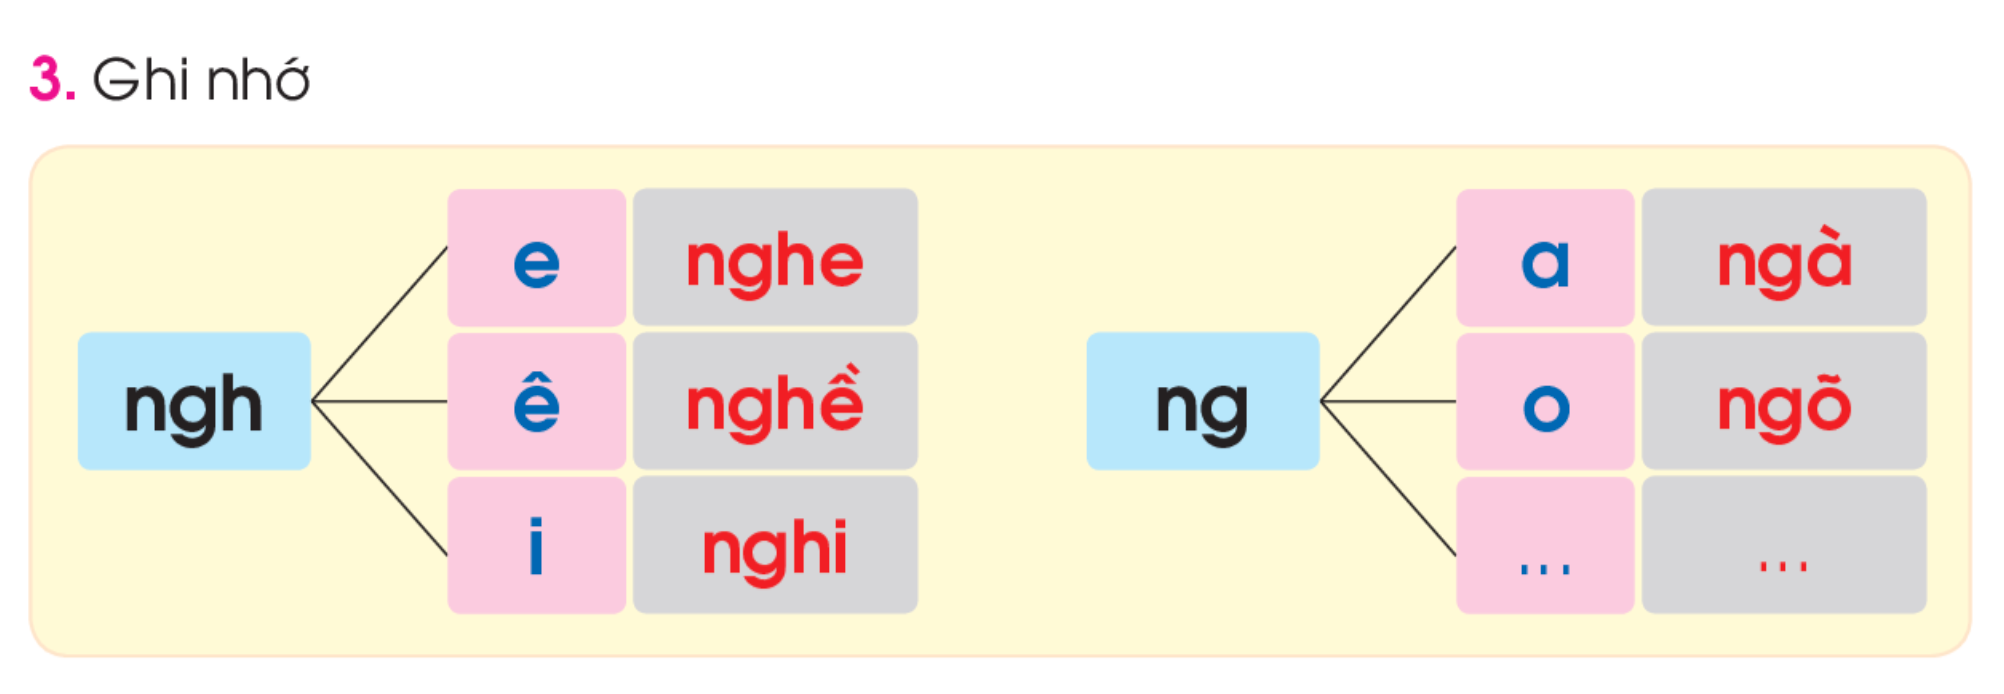 3. Ghi nhớ
e nghe
ngh ê nghề
i nghi
a ngà
ng o ngõ
... ...